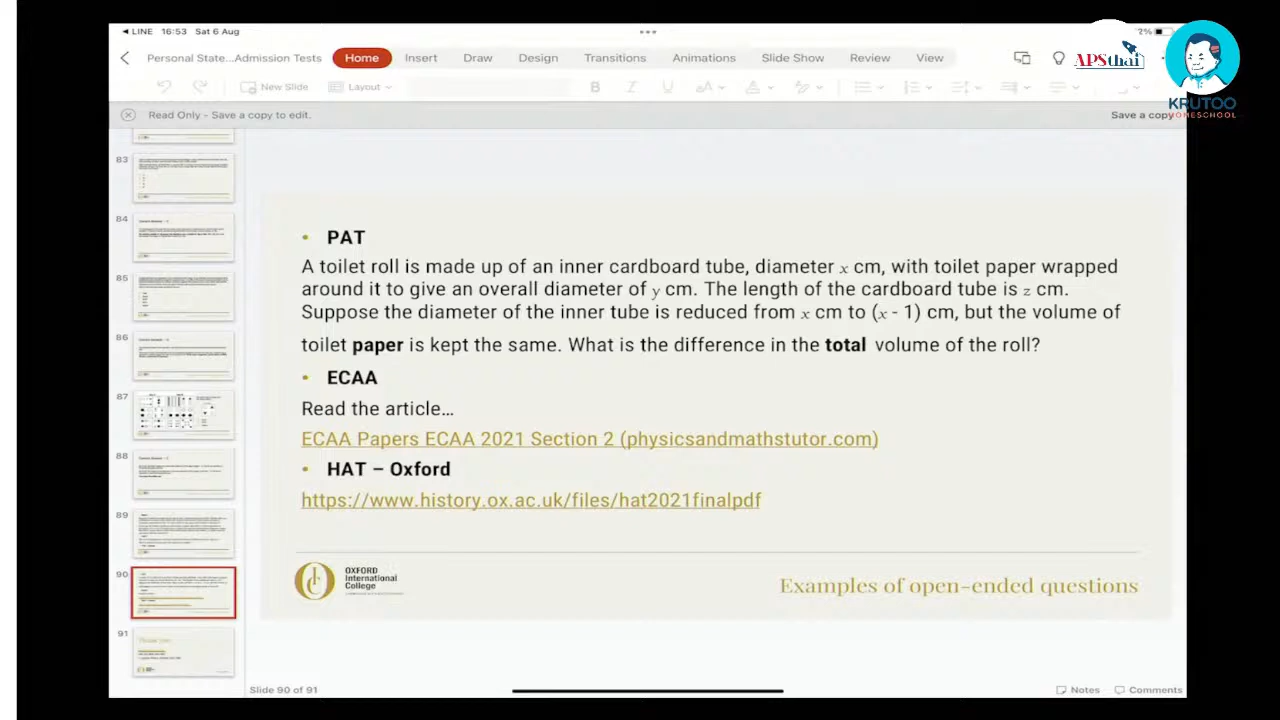 LINE 16:53 Sat 6 Aug
2%
Personal State...Admission Tests Home Insert Draw Design Transitions Animations Slide Show Review View
APSthai
KRUTOO
HOMESCHOOL
New Slide Layout
B I U
Read Only - Save a copy to edit. Save a copy
83
84
85
86
87
88
89
90
91
• PAT
A toilet roll is made up of an inner cardboard tube, diameter x cm, with toilet paper wrapped
around it to give an overall diameter of y cm. The length of the cardboard tube is z cm.
Suppose the diameter of the inner tube is reduced from x cm to (x - 1) cm, but the volume of
toilet paper is kept the same. What is the difference in the total volume of the roll?
• ECAA
Read the article...
ECAA Papers ECAA 2021 Section 2 (physicsandmathstutor.com)
• HAT – Oxford
https://www.history.ox.ac.uk/files/hat2021finalpdf
OXFORD
International
College
Examples of open-ended questions
Slide 90 of 91
Notes Comments